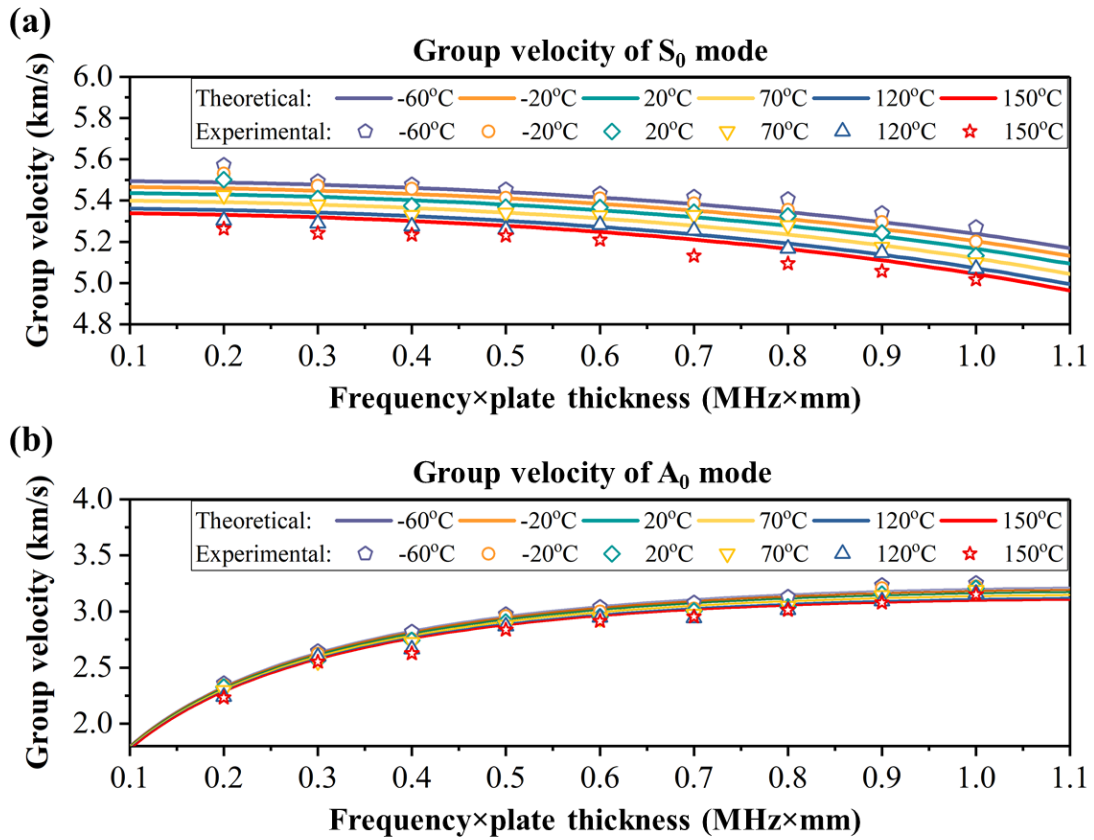 (a)
Group velocity of S₀ mode
Group velocity (km/s)
6.0
5.8
5.6
5.4
5.2
5.0
4.8
Theoretical: -60°C -20°C 20°C 70°C 120°C 150°C
Experimental: -60°C -20°C 20°C 70°C 120°C 150°C
0.1 0.2 0.3 0.4 0.5 0.6 0.7 0.8 0.9 1.0 1.1
Frequency×plate thickness (MHz×mm)
(b)
Group velocity of A₀ mode
Group velocity (km/s)
4.0
3.5
3.0
2.5
2.0
Theoretical: -60°C -20°C 20°C 70°C 120°C 150°C
Experimental: -60°C -20°C 20°C 70°C 120°C 150°C
0.1 0.2 0.3 0.4 0.5 0.6 0.7 0.8 0.9 1.0 1.1
Frequency×plate thickness (MHz×mm)